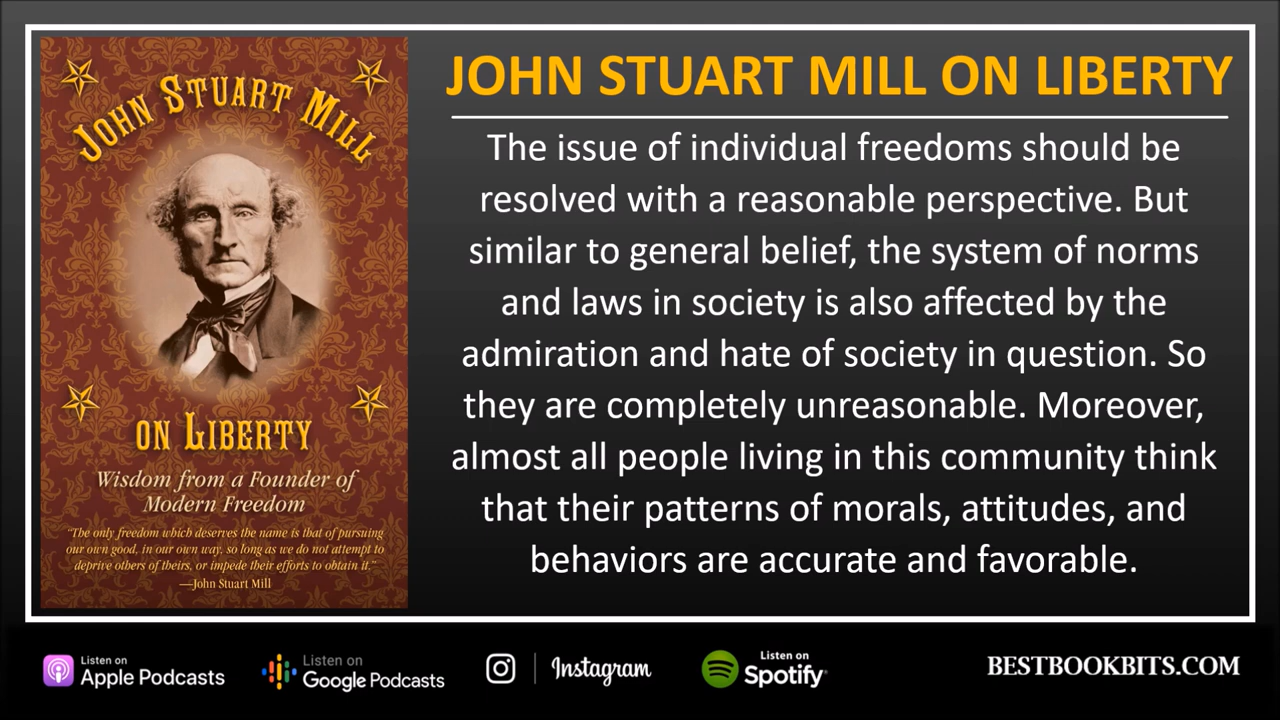 JOHN STUART MILL
ON LIBERTY
Wisdom from a Founder of
Modern Freedom
"The only freedom which deserves the name is that of pursuing
our own good, in our own way, so long as we do not attempt to
deprive others of theirs, or impede their efforts to obtain it."
—John Stuart Mill
JOHN STUART MILL ON LIBERTY
The issue of individual freedoms should be
resolved with a reasonable perspective. But
similar to general belief, the system of norms
and laws in society is also affected by the
admiration and hate of society in question. So
they are completely unreasonable. Moreover,
almost all people living in this community think
that their patterns of morals, attitudes, and
behaviors are accurate and favorable.
Listen on
Apple Podcasts
Listen on
Google Podcasts
Instagram
Listen on
Spotify
BESTBOOKBITS.COM